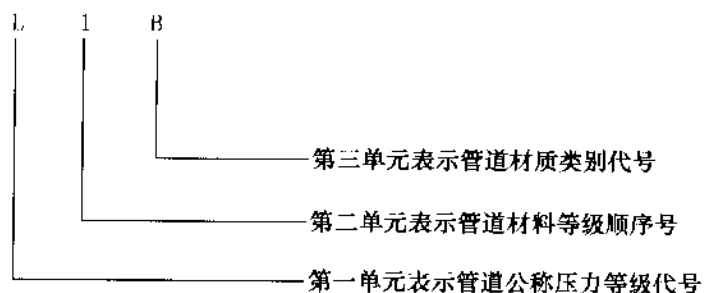 L 1 B
第三单元表示管道材质类别代号
第二单元表示管道材料等级顺序号
第一单元表示管道公称压力等级代号